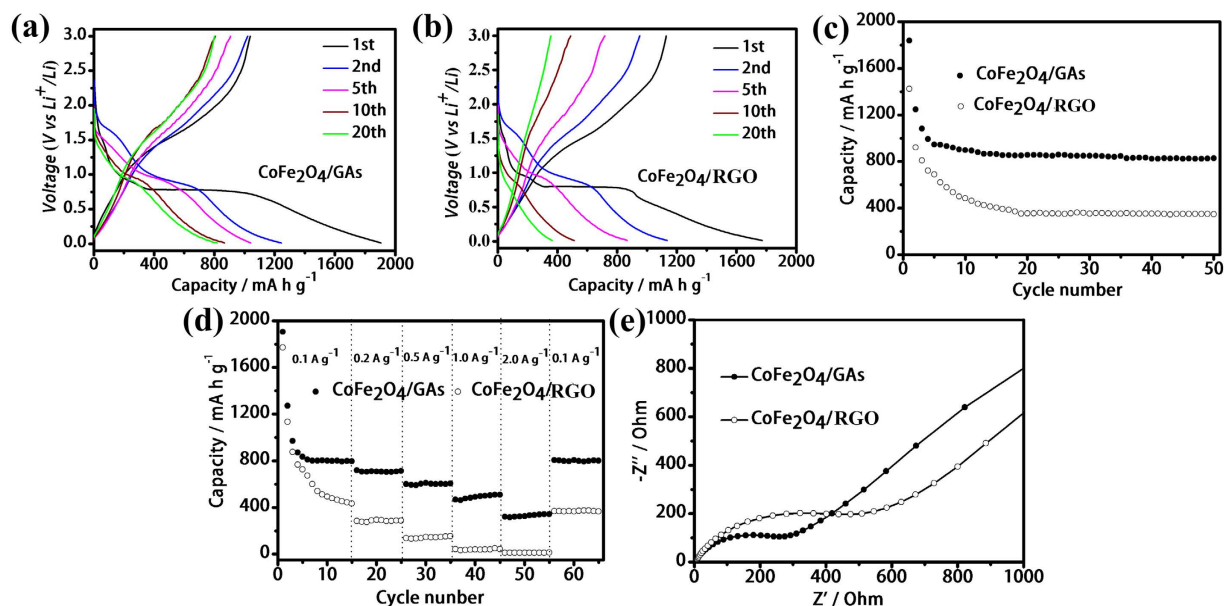 (a)
3.0
2.5
2.0
1.5
1.0
0.5
0.0
Voltage (V vs Li⁺/Li)
1st
2nd
5th
10th
20th
CoFe₂O₄/GAs
0 400 800 1200 1600 2000
Capacity / mA h g⁻¹
(b)
3.0
2.5
2.0
1.5
1.0
0.5
0.0
Voltage (V vs Li⁺/Li)
1st
2nd
5th
10th
20th
CoFe₂O₄/RGO
0 400 800 1200 1600 2000
Capacity / mA h g⁻¹
(c)
2000
1600
1200
800
400
0
Capacity / mA h g⁻¹
CoFe₂O₄/GAs
CoFe₂O₄/RGO
0 10 20 30 40 50
Cycle number
(d)
2000
1600
1200
800
400
0
Capacity / mA h g⁻¹
0.1 A g⁻¹ 0.2 A g⁻¹ 0.5 A g⁻¹ 1.0 A g⁻¹ 2.0 A g⁻¹ 0.1 A g⁻¹
CoFe₂O₄/GAs CoFe₂O₄/RGO
0 10 20 30 40 50 60
Cycle number
(e)
1000
800
600
400
200
0
-Z'' / Ohm
CoFe₂O₄/GAs
CoFe₂O₄/RGO
0 200 400 600 800 1000
Z' / Ohm